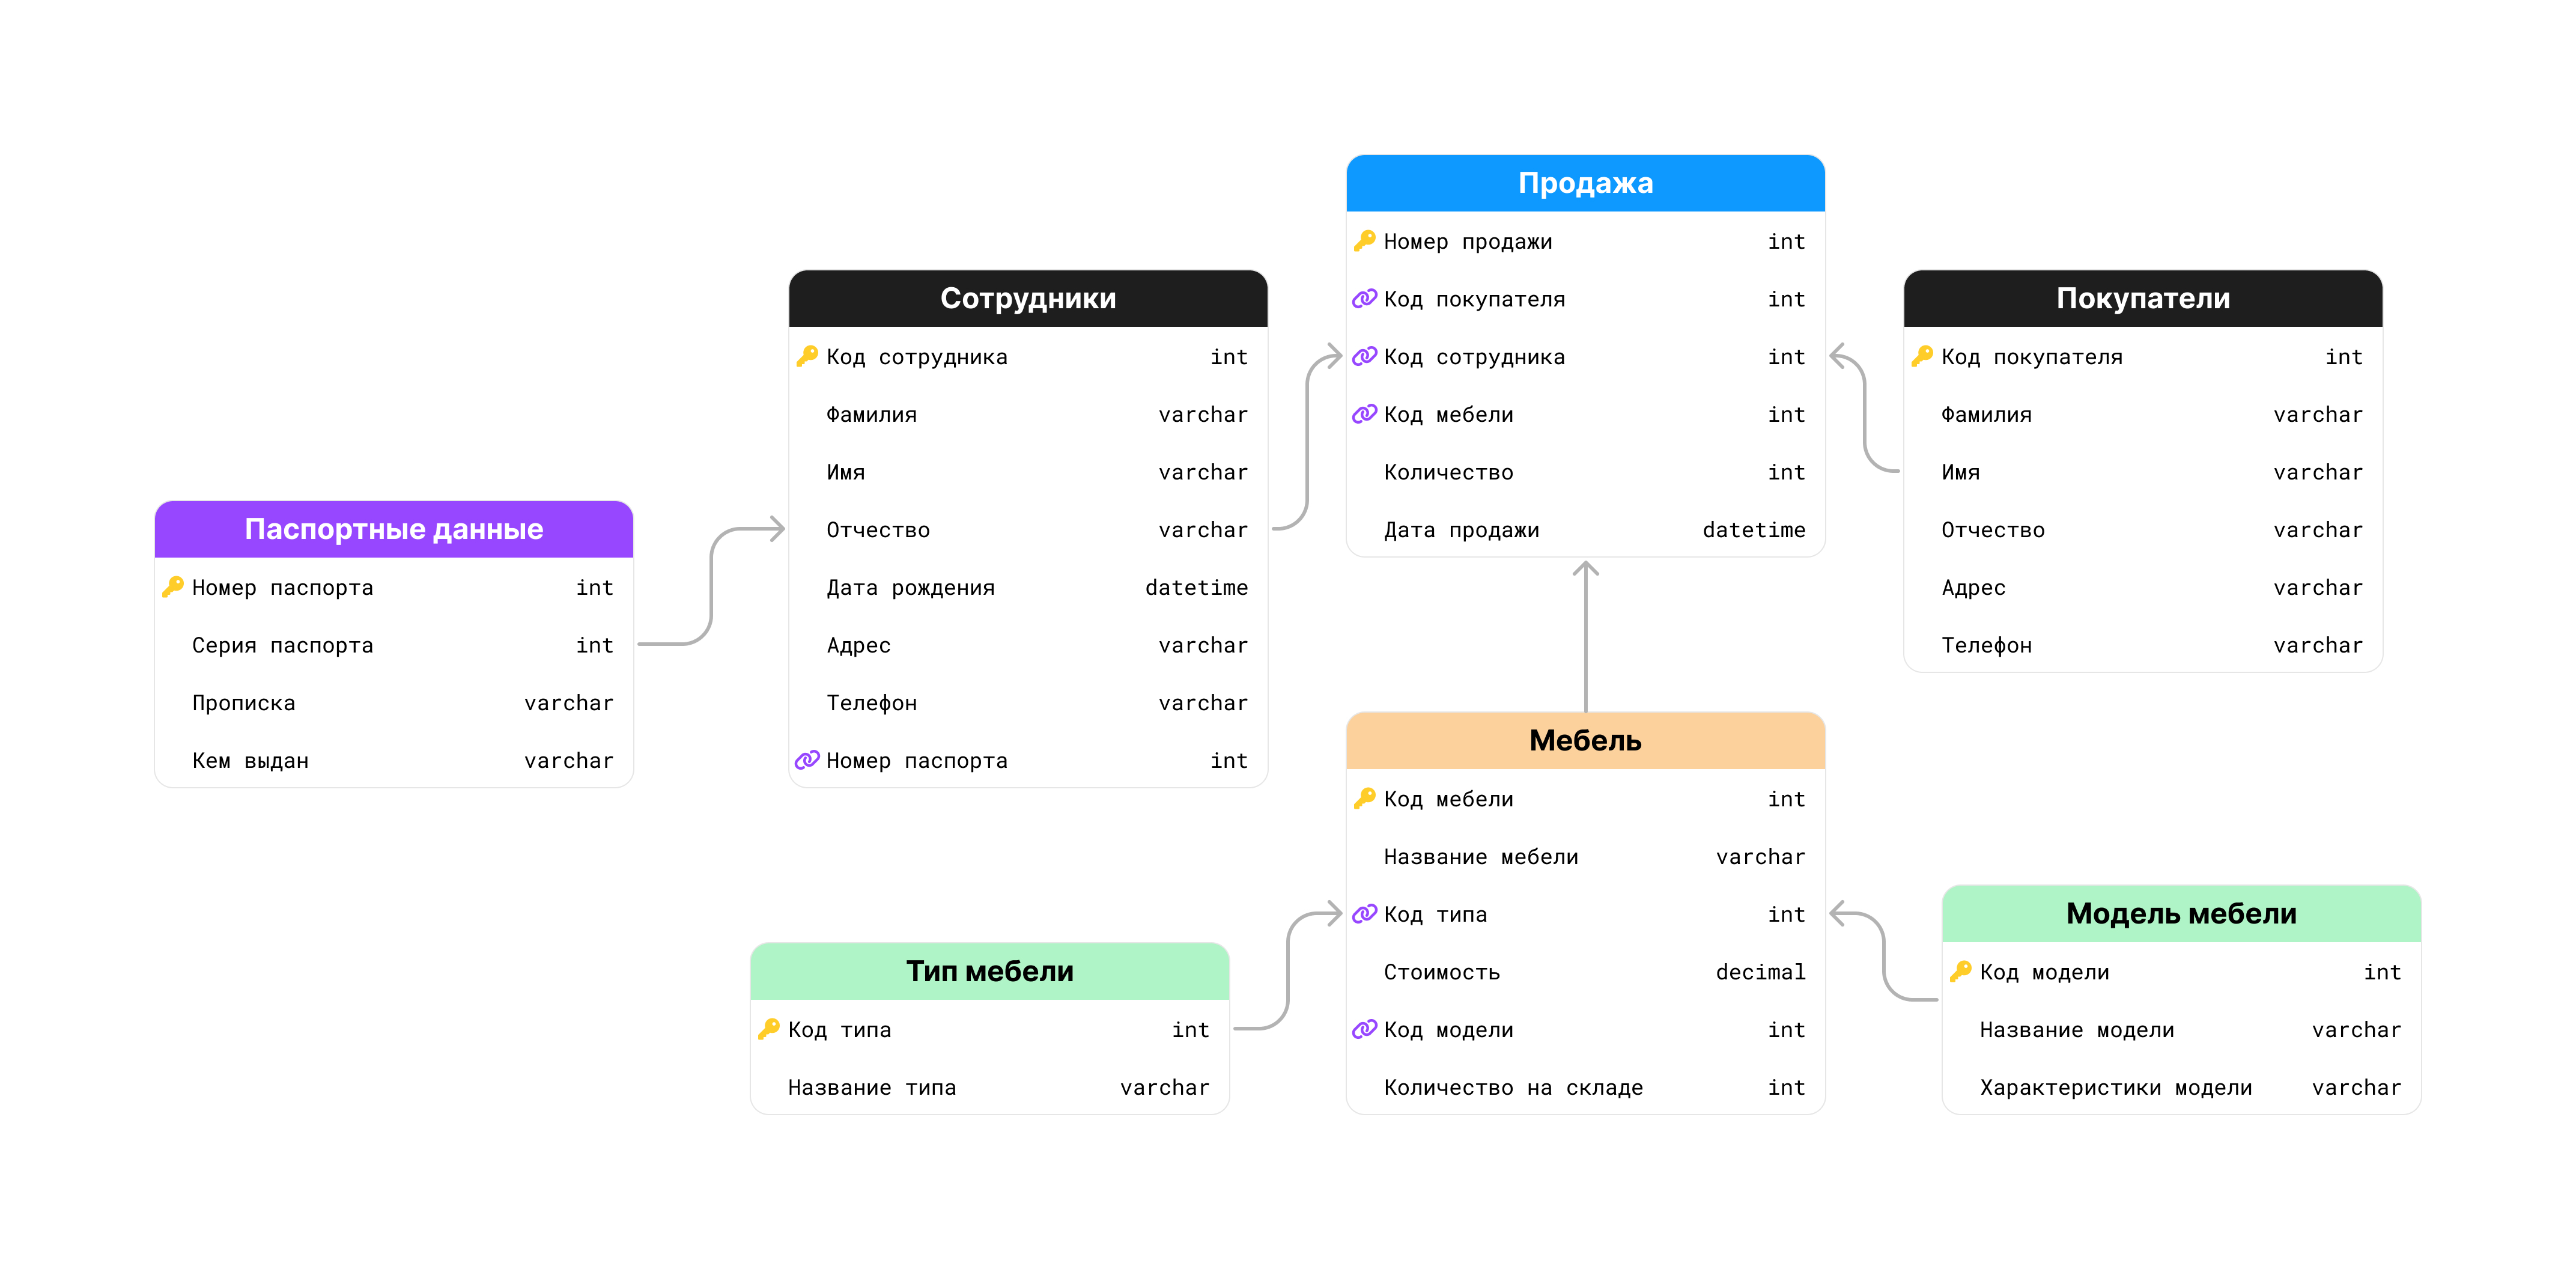 Продажа
Номер продажи int
Код покупателя int
Код сотрудника int
Код мебели int
Количество int
Дата продажи datetime
Сотрудники
Код сотрудника int
Фамилия varchar
Имя varchar
Отчество varchar
Дата рождения datetime
Адрес varchar
Телефон varchar
Номер паспорта int
Покупатели
Код покупателя int
Фамилия varchar
Имя varchar
Отчество varchar
Адрес varchar
Телефон varchar
Паспортные данные
Номер паспорта int
Серия паспорта int
Прописка varchar
Кем выдан varchar
Мебель
Код мебели int
Название мебели varchar
Код типа int
Стоимость decimal
Код модели int
Количество на складе int
Тип мебели
Код типа int
Название типа varchar
Модель мебели
Код модели int
Название модели varchar
Характеристики модели varchar